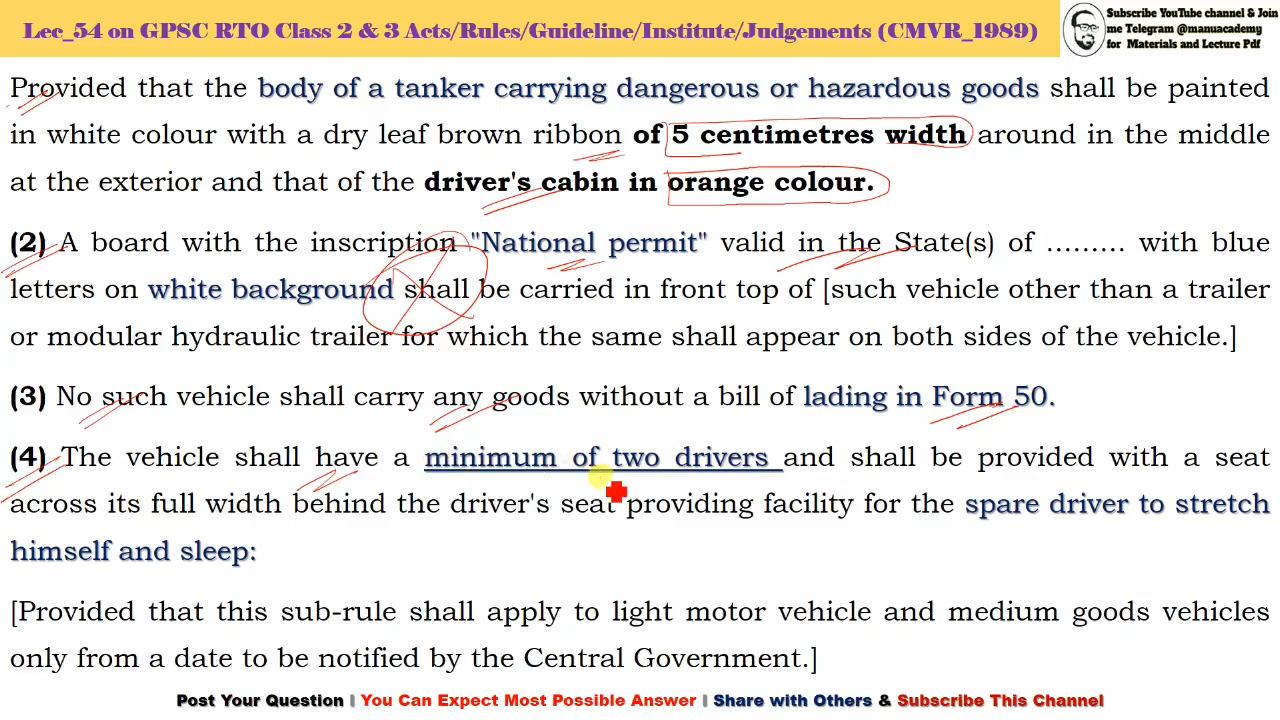 Lec_54 on GPSC RTO Class 2 & 3 Acts/Rules/Guideline/Institute/Judgements (CMVR_1989)
Subscribe YouTube channel & Join
me Telegram @manuacademy
for Materials and Lecture Pdf
Provided that the body of a tanker carrying dangerous or hazardous goods shall be painted
in white colour with a dry leaf brown ribbon of 5 centimetres width around in the middle
at the exterior and that of the driver's cabin in orange colour.
(2) A board with the inscription "National permit" valid in the State(s) of ......... with blue
letters on white background shall be carried in front top of [such vehicle other than a trailer
or modular hydraulic trailer for which the same shall appear on both sides of the vehicle.]
(3) No such vehicle shall carry any goods without a bill of lading in Form 50.
(4) The vehicle shall have a minimum of two drivers and shall be provided with a seat
across its full width behind the driver's seat providing facility for the spare driver to stretch
himself and sleep:
[Provided that this sub-rule shall apply to light motor vehicle and medium goods vehicles
only from a date to be notified by the Central Government.]
Post Your Question | You Can Expect Most Possible Answer | Share with Others & Subscribe This Channel